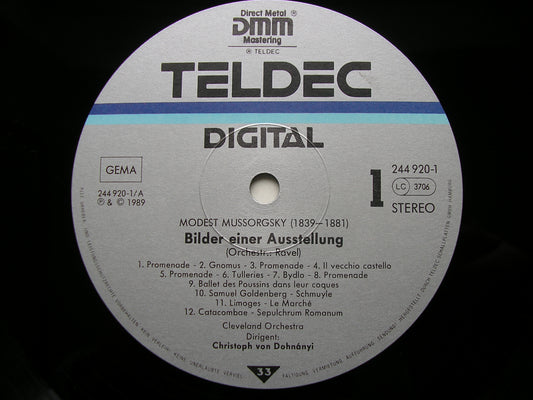 Direct Metal
DMM
Mastering
℗ TELDEC
TELDEC
DIGITAL
GEMA
244 920-1/A
℗ & © 1989
1
244 920-1
LC 3706
STEREO
MODEST MUSSORGSKY (1839—1881)
Bilder einer Ausstellung
(Orchestr.: Ravel)
1. Promenade - 2. Gnomus - 3. Promenade - 4. Il vecchio castello
5. Promenade - 6. Tulleries - 7. Bydlo - 8. Promenade
9. Ballet des Poussins dans leur coques
10. Samuel Goldenberg - Schmuyle
11. Limoges - Le Marché
12. Catacombae - Sepulchrum Romanum
Cleveland Orchestra
Dirigent:
Christoph von Dohnányi
33